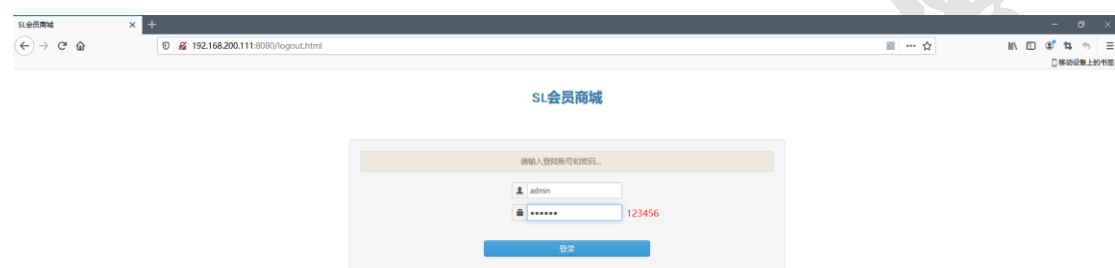 SL会员商城
192.168.200.111:8080/logout.html
移动设备上的书签
SL会员商城
请输入登陆账号和密码...
admin
•••••• 123456
登录